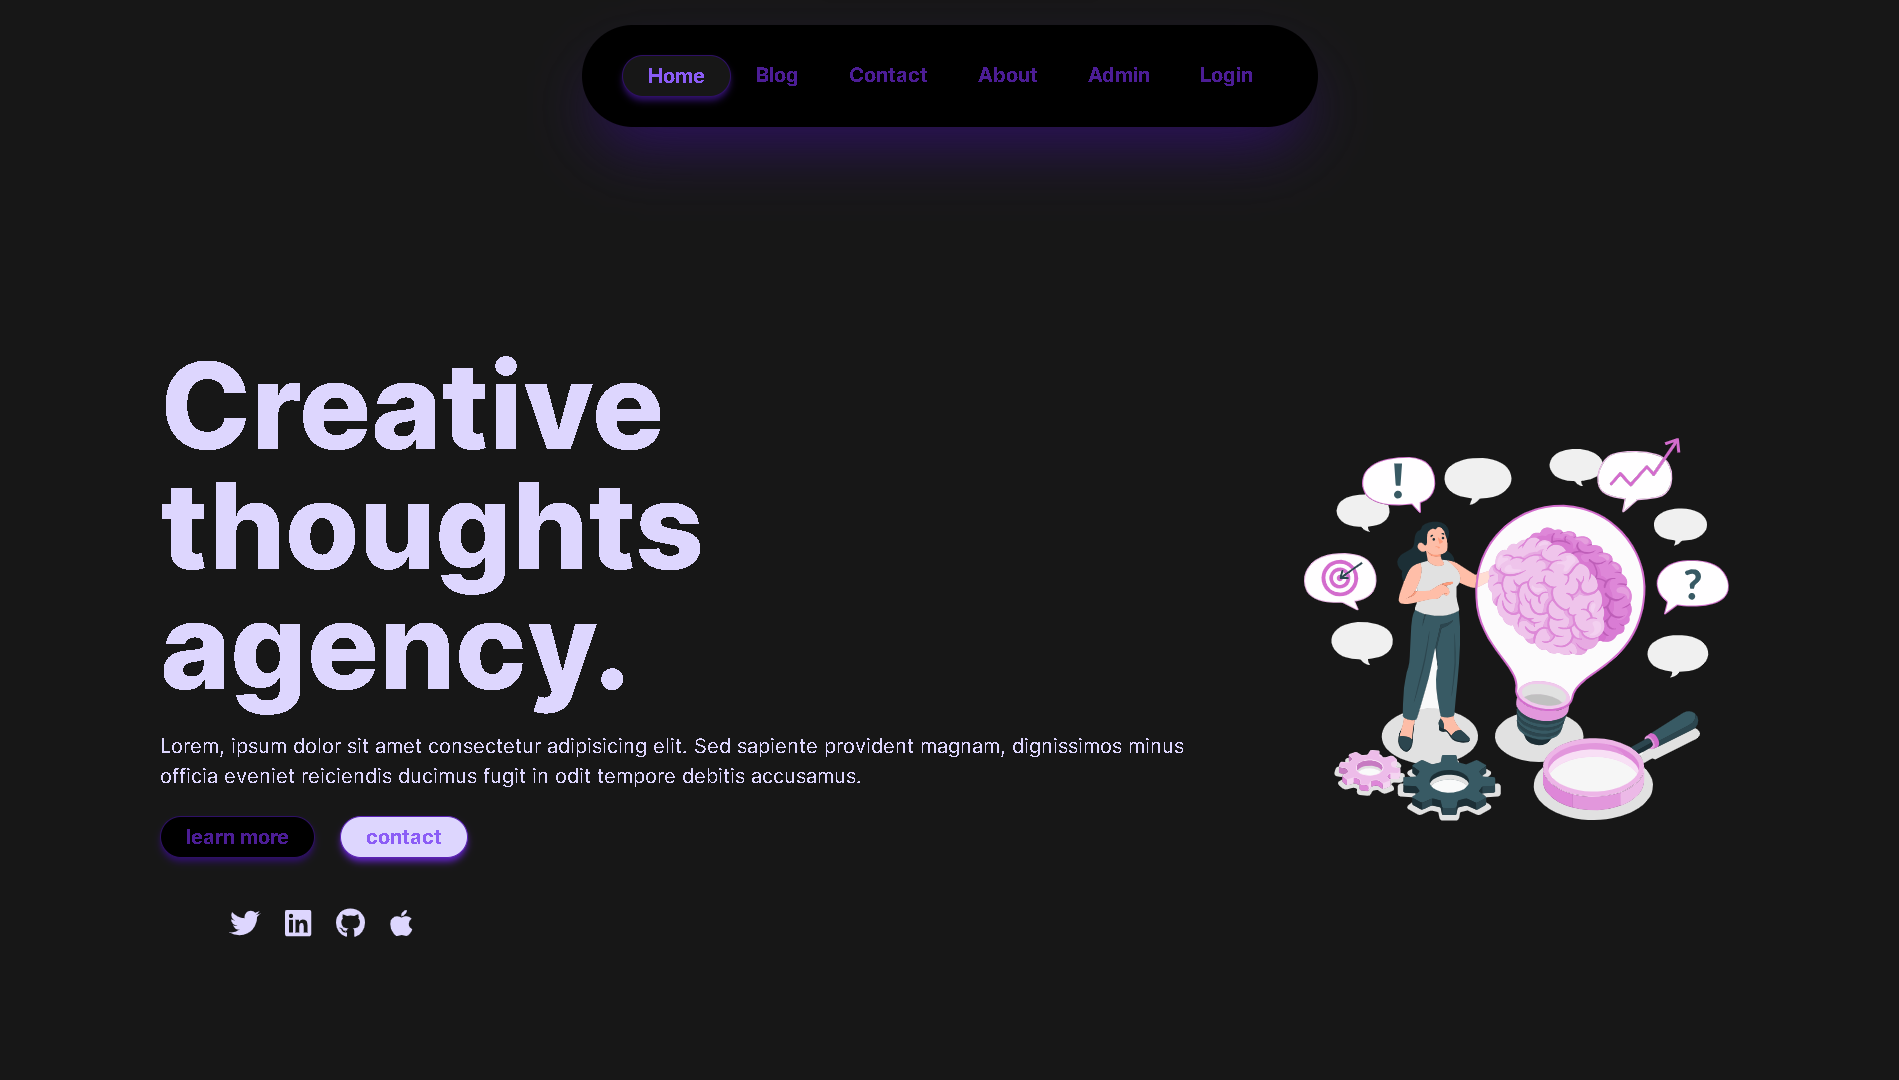 Home Blog Contact About Admin Login
Creative
thoughts
agency.
Lorem, ipsum dolor sit amet consectetur adipisicing elit. Sed sapiente provident magnam, dignissimos minus
officia eveniet reiciendis ducimus fugit in odit tempore debitis accusamus.
learn more contact
!
?
in